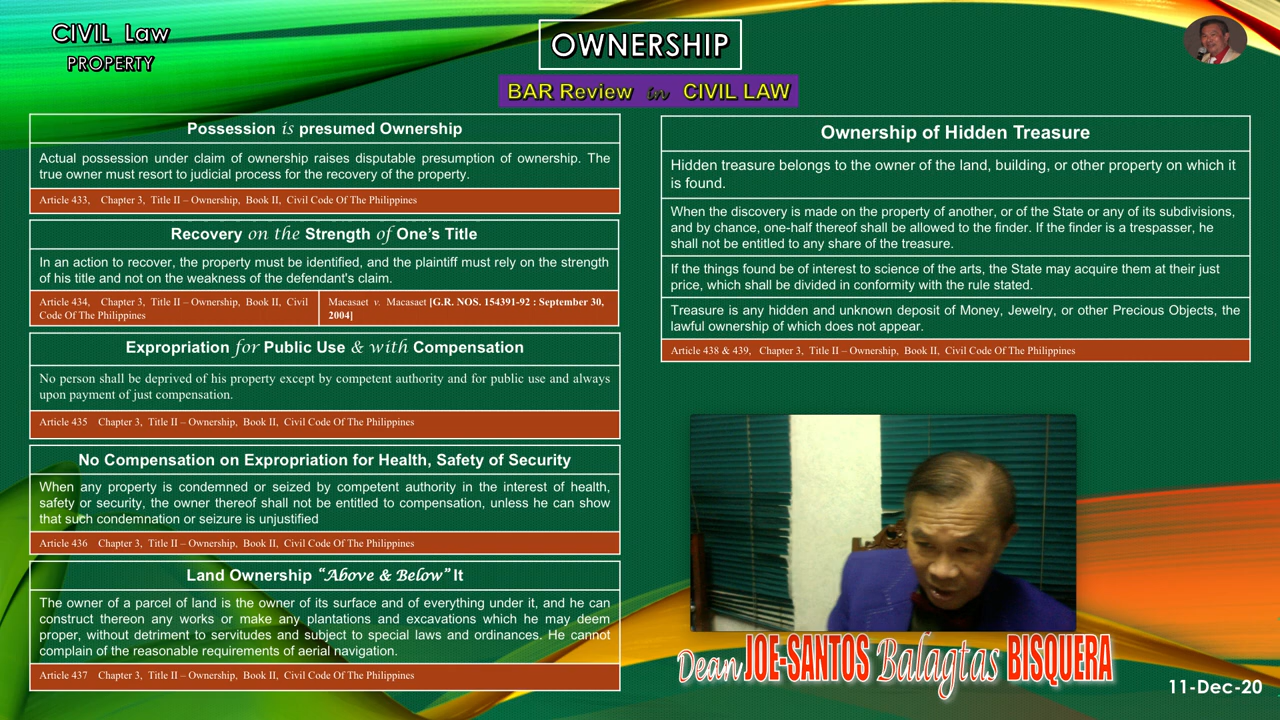 CIVIL Law
PROPERTY
OWNERSHIP
BAR Review in CIVIL LAW
Possession is presumed Ownership
Actual possession under claim of ownership raises disputable presumption of ownership. The
true owner must resort to judicial process for the recovery of the property.
Article 433, Chapter 3, Title II – Ownership, Book II, Civil Code Of The Philippines
Recovery on the Strength of One's Title
In an action to recover, the property must be identified, and the plaintiff must rely on the strength
of his title and not on the weakness of the defendant's claim.
Article 434, Chapter 3, Title II – Ownership, Book II, Civil
Code Of The Philippines
Macasaet v. Macasaet [G.R. NOS. 154391-92 : September 30,
2004]
Expropriation for Public Use & with Compensation
No person shall be deprived of his property except by competent authority and for public use and always
upon payment of just compensation.
Article 435 Chapter 3, Title II – Ownership, Book II, Civil Code Of The Philippines
No Compensation on Expropriation for Health, Safety of Security
When any property is condemned or seized by competent authority in the interest of health,
safety or security, the owner thereof shall not be entitled to compensation, unless he can show
that such condemnation or seizure is unjustified
Article 436 Chapter 3, Title II – Ownership, Book II, Civil Code Of The Philippines
Land Ownership “Above & Below” It
The owner of a parcel of land is the owner of its surface and of everything under it, and he can
construct thereon any works or make any plantations and excavations which he may deem
proper, without detriment to servitudes and subject to special laws and ordinances. He cannot
complain of the reasonable requirements of aerial navigation.
Article 437 Chapter 3, Title II – Ownership, Book II, Civil Code Of The Philippines
Ownership of Hidden Treasure
Hidden treasure belongs to the owner of the land, building, or other property on which it
is found.
When the discovery is made on the property of another, or of the State or any of its subdivisions,
and by chance, one-half thereof shall be allowed to the finder. If the finder is a trespasser, he
shall not be entitled to any share of the treasure.
If the things found be of interest to science of the arts, the State may acquire them at their just
price, which shall be divided in conformity with the rule stated.
Treasure is any hidden and unknown deposit of Money, Jewelry, or other Precious Objects, the
lawful ownership of which does not appear.
Article 438 & 439, Chapter 3, Title II – Ownership, Book II, Civil Code Of The Philippines
Dean JOE-SANTOS Balagtas BISQUERA
11-Dec-20